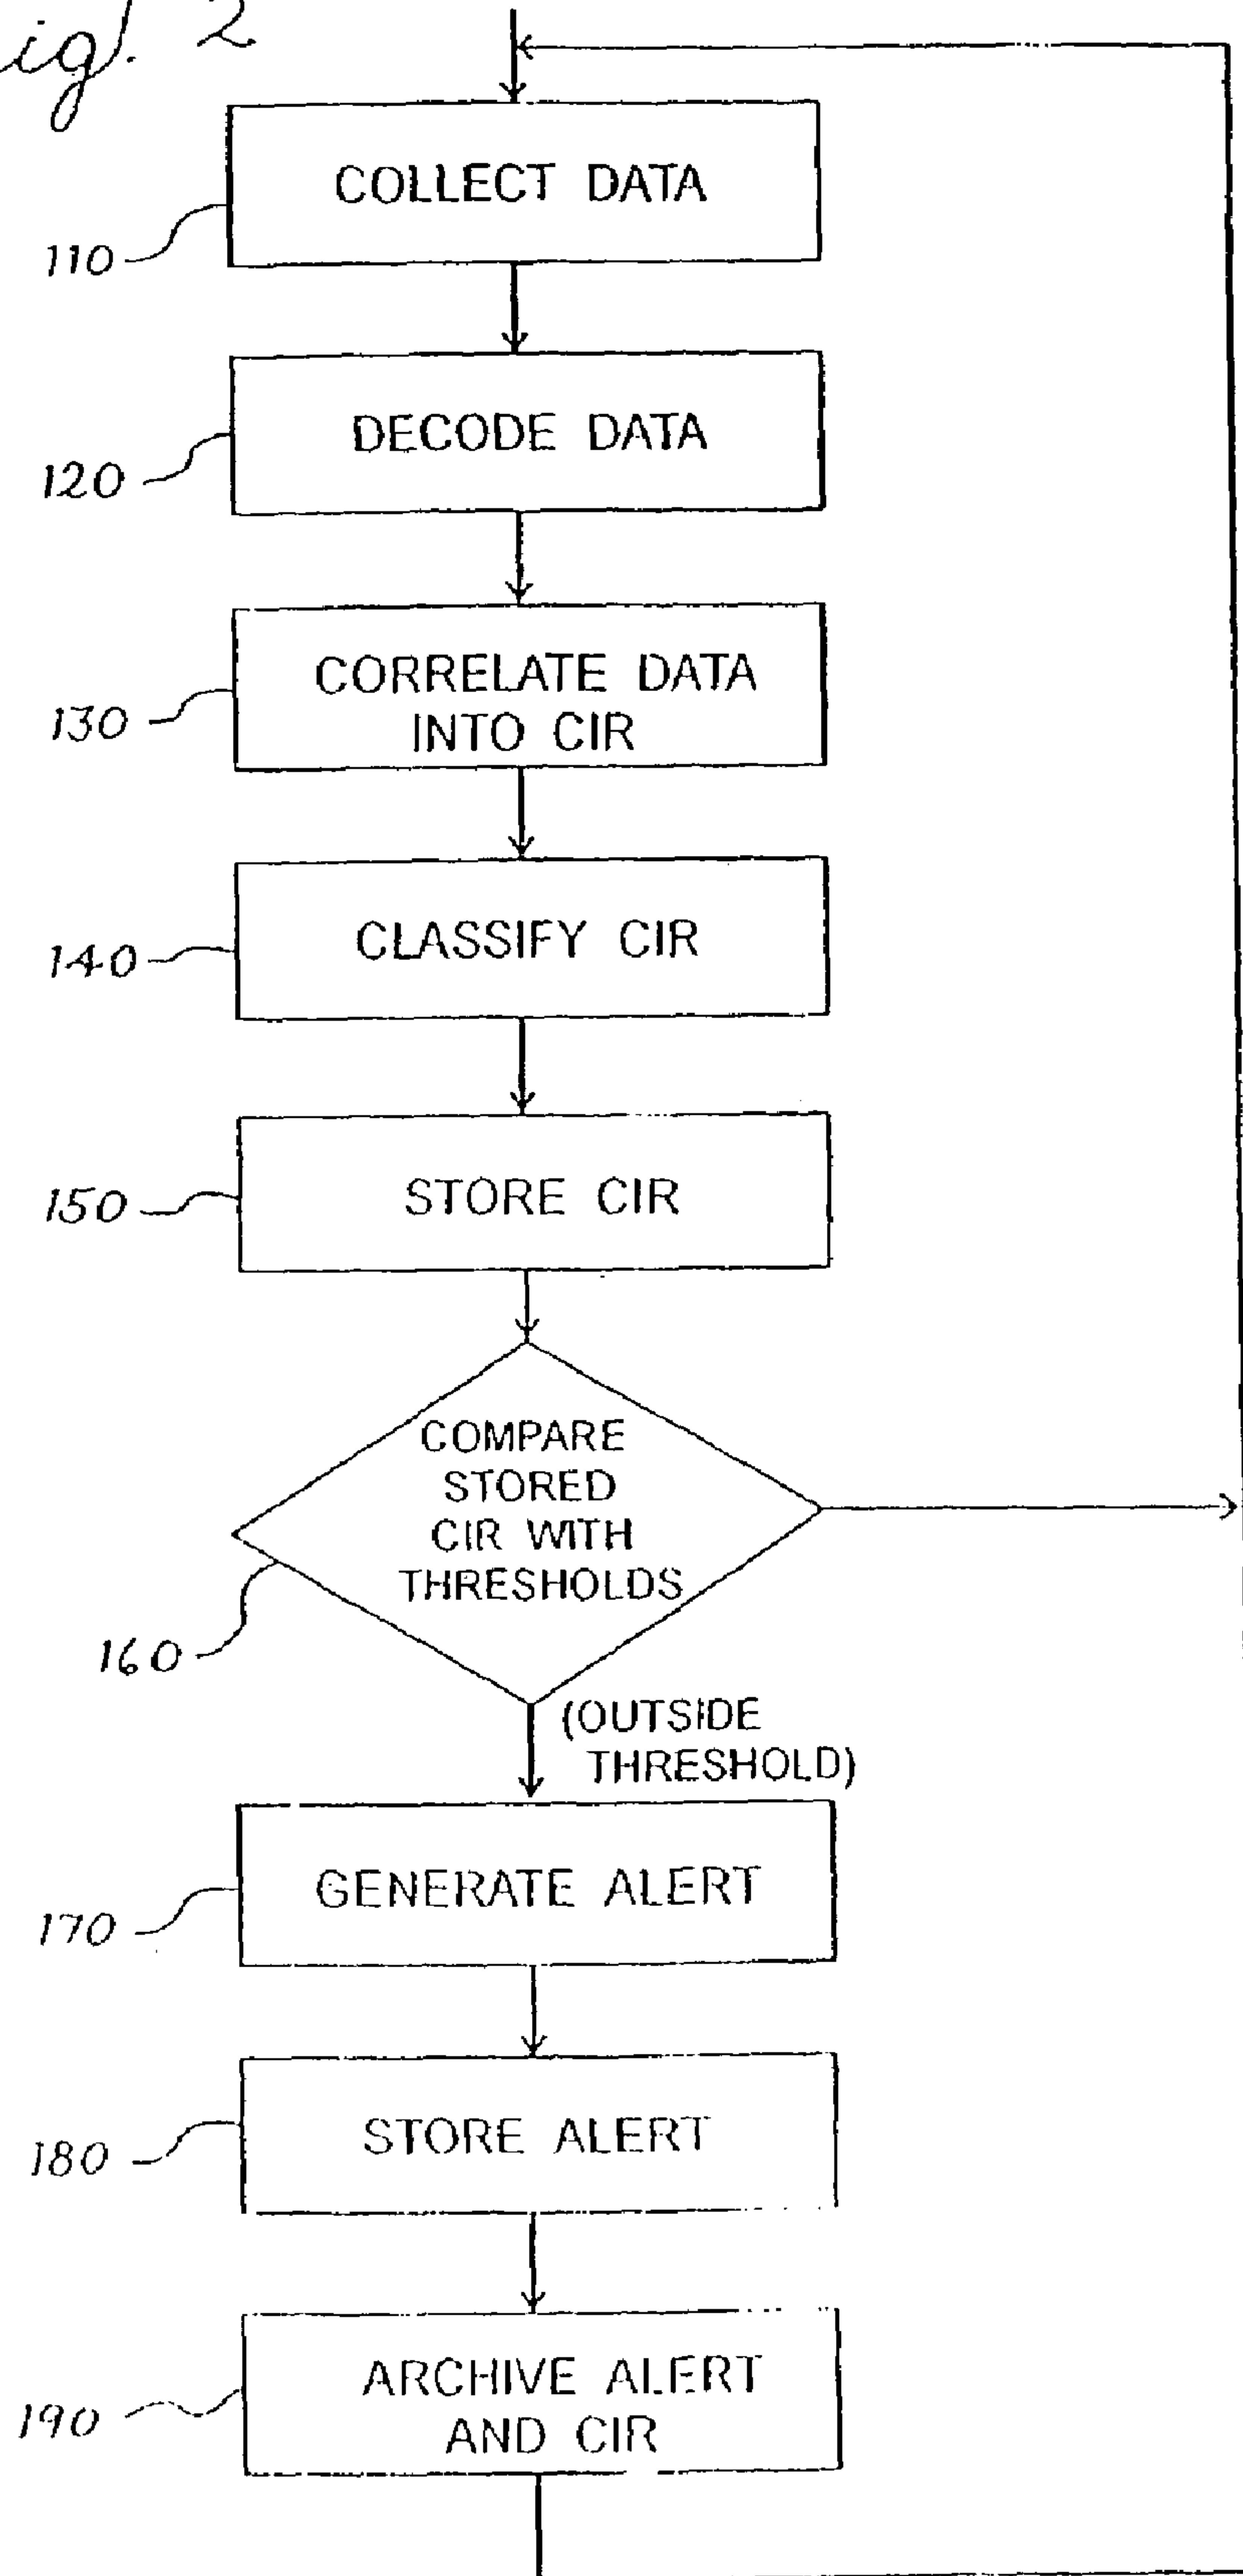 ig. 2
COLLECT DATA
110
DECODE DATA
120
CORRELATE DATA
INTO CIR
130
CLASSIFY CIR
140
STORE CIR
150
COMPARE
STORED
CIR WITH
THRESHOLDS
160
(OUTSIDE
THRESHOLD)
GENERATE ALERT
170
STORE ALERT
180
ARCHIVE ALERT
AND CIR
190